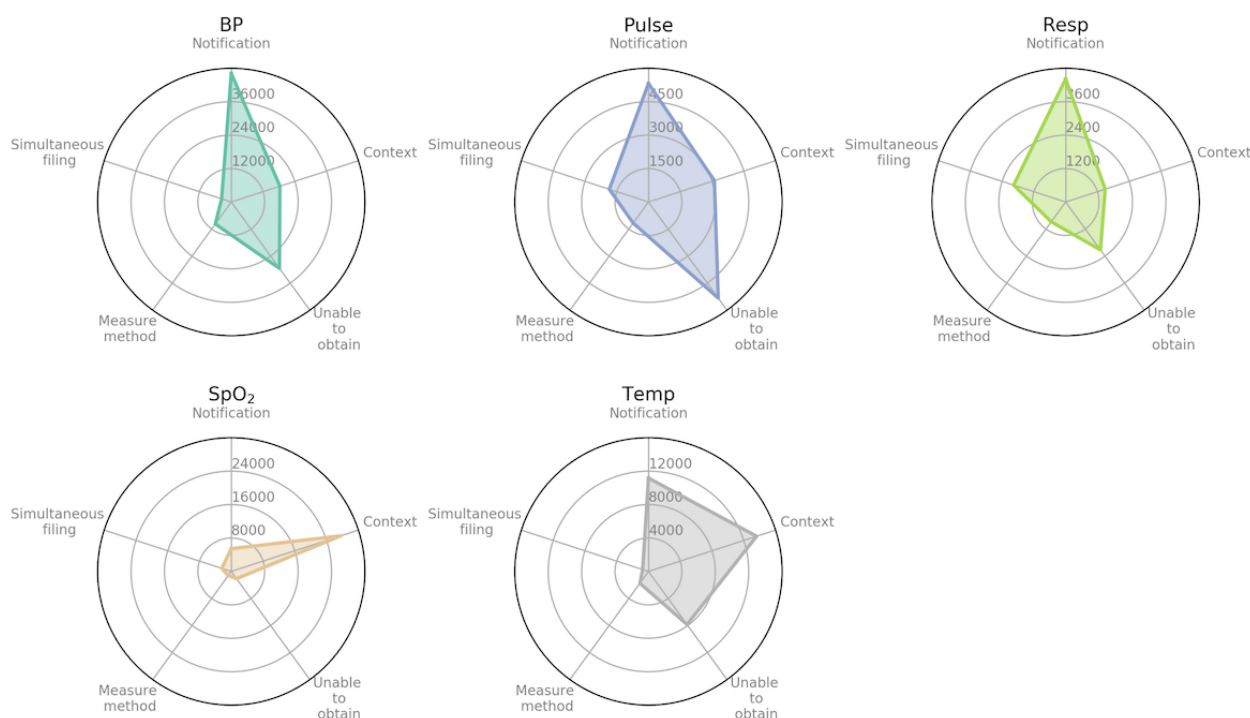 BP
Notification
36000
24000
12000
Simultaneous
filing
Context
Measure
method
Unable
to
obtain
Pulse
Notification
4500
3000
1500
Simultaneous
filing
Context
Measure
method
Unable
to
obtain
Resp
Notification
3600
2400
1200
Simultaneous
filing
Context
Measure
method
Unable
to
obtain
SpO₂
Notification
24000
16000
8000
Simultaneous
filing
Context
Measure
method
Unable
to
obtain
Temp
Notification
12000
8000
4000
Simultaneous
filing
Context
Measure
method
Unable
to
obtain